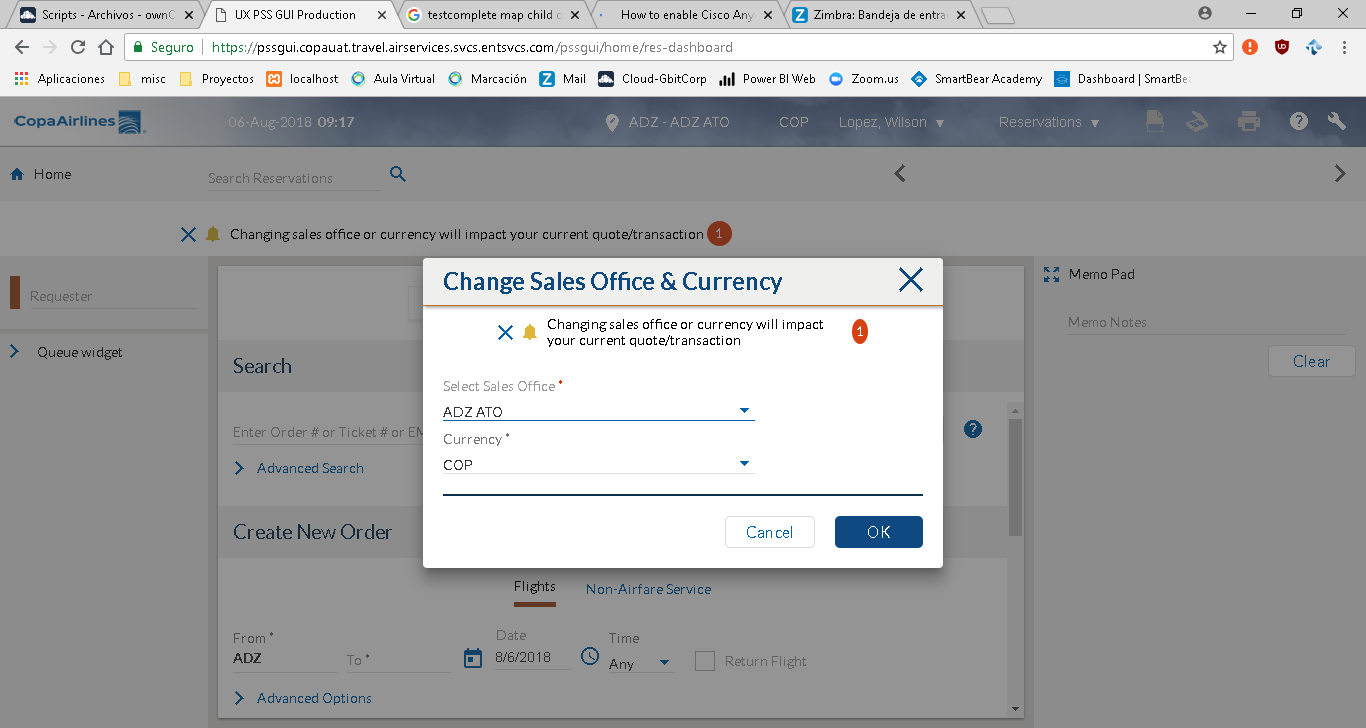 Scripts - Archivos - ownC
UX PSS GUI Production
testcomplete map child o
How to enable Cisco Any
Zimbra: Bandeja de entra
Seguro
https://pssgui.copauat.travel.airservices.svcs.entsvcs.com/pssgui/home/res-dashboard
Aplicaciones
misc
Proyectos
localhost
Aula Virtual
Marcación
Mail
Cloud-GbitCorp
Power BI Web
Zoom.us
SmartBear Academy
Dashboard | SmartBe
CopaAirlines
06-Aug-2018 09:17
ADZ - ADZ ATO
COP
Lopez, Wilson
Reservations
Home
Search Reservations
Changing sales office or currency will impact your current quote/transaction 1
Requester
Queue widget
Change Sales Office & Currency
Changing sales office or currency will impact
your current quote/transaction
1
Select Sales Office *
ADZ ATO
Currency *
COP
Cancel
OK
Memo Pad
Memo Notes
Clear
Search
Enter Order # or Ticket # or EM
Advanced Search
Create New Order
Flights
Non-Airfare Service
From *
ADZ
To *
Date
8/6/2018
Time
Any
Return Flight
Advanced Options